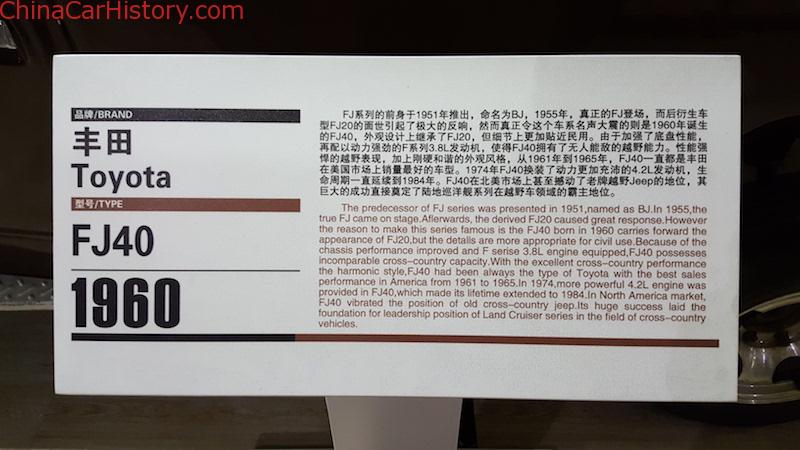 ChinaCarHistory.com
品牌/BRAND
丰田
Toyota
型号/TYPE
FJ40
1960
FJ系列的前身于1951年推出，命名为BJ，1955年，真正的FJ登场，而后衍生车
型FJ20的面世引起了极大的反响，然而真正令这个车系名声大震的则是1960年诞生
的FJ40，外观设计上继承了FJ20，但细节上更加贴近民用。由于加强了底盘性能，
再配以动力强劲的F系列3.8L发动机，使得FJ40拥有了无人能敌的越野能力。性能强
悍的越野表现，加上刚硬和谐的外观风格，从1961年到1965年，FJ40一直都是丰田
在美国市场上销量最好的车型。1974年FJ40换装了动力更加充沛的4.2L发动机，生
命周期一直延续到1984年。FJ40在北美市场上甚至撼动了老牌越野Jeep的地位，其
巨大的成功直接奠定了陆地巡洋舰系列在越野车领域的霸主地位。
The predecessor of FJ series was presented in 1951,named as BJ.In 1955,the
true FJ came on stage.Aflerwards, the derived FJ20 caused great response.However
the reason to make this series famous is the FJ40 born in 1960 carries forward the
appearance of FJ20,but the details are more appropriate for civil use.Because of the
chassis performance improved and F serise 3.8L engine equipped,FJ40 possesses
incomparable cross-country capacity.With the excellent cross-country performance
the harmonic style,FJ40 had been always the type of Toyota with the best sales
performance in America from 1961 to 1965.In 1974,more powerful 4.2L engine was
provided in FJ40,which made its lifetime extended to 1984.In North America market,
FJ40 vibrated the position of old cross-country jeep.Its huge success laid the
foundation for leadership position of Land Cruiser series in the field of cross-country
vehicles.